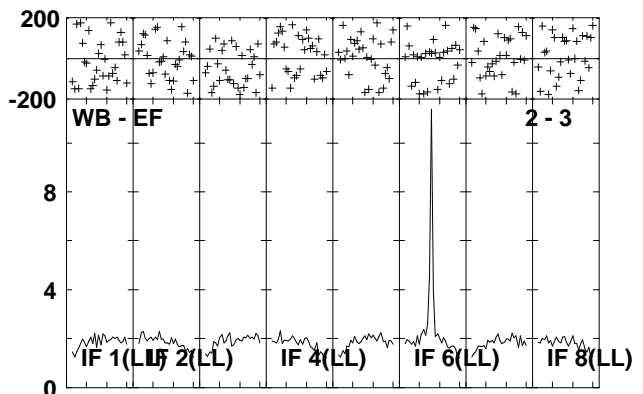 200
-200
WB - EF 2 - 3
8
4
IF 1(LL) IF 2(LL) IF 4(LL) IF 6(LL) IF 8(LL)
0